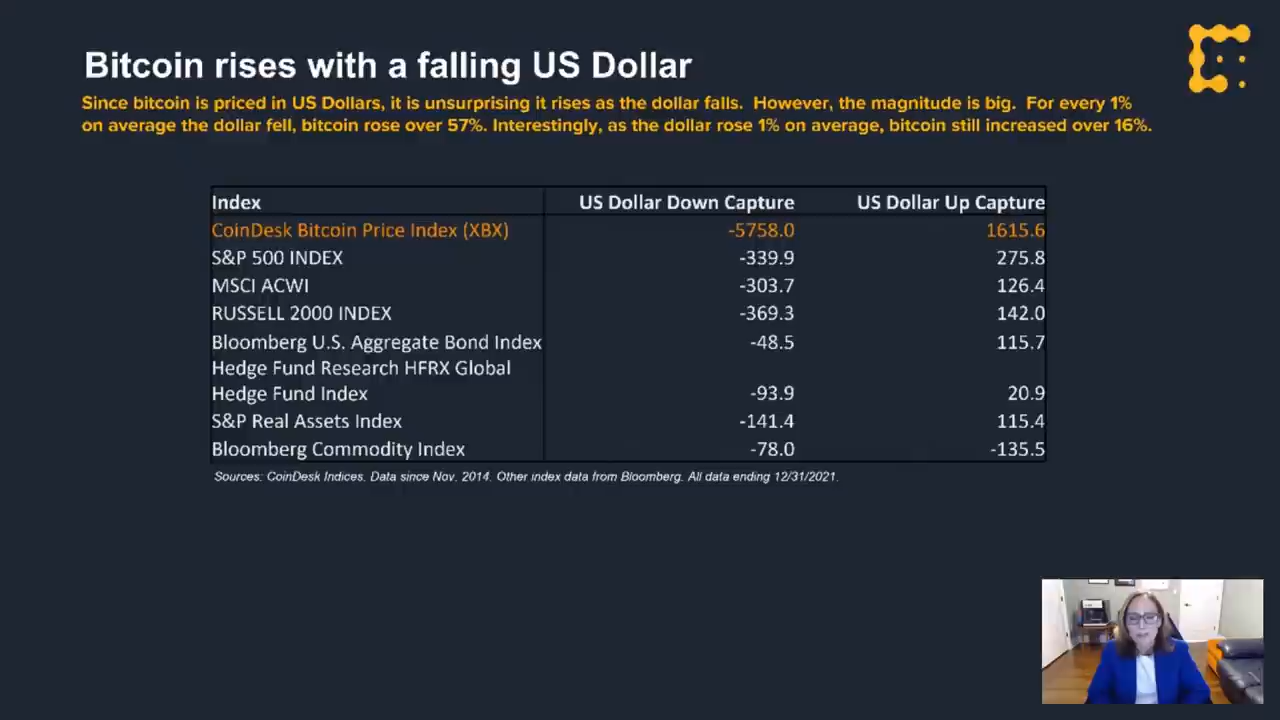 Bitcoin rises with a falling US Dollar
Since bitcoin is priced in US Dollars, it is unsurprising it rises as the dollar falls. However, the magnitude is big. For every 1%
on average the dollar fell, bitcoin rose over 57%. Interestingly, as the dollar rose 1% on average, bitcoin still increased over 16%.
Index US Dollar Down Capture US Dollar Up Capture
CoinDesk Bitcoin Price Index (XBX) -5758.0 1615.6
S&P 500 INDEX -339.9 275.8
MSCI ACWI -303.7 126.4
RUSSELL 2000 INDEX -369.3 142.0
Bloomberg U.S. Aggregate Bond Index -48.5 115.7
Hedge Fund Research HFRX Global
Hedge Fund Index -93.9 20.9
S&P Real Assets Index -141.4 115.4
Bloomberg Commodity Index -78.0 -135.5
Sources: CoinDesk Indices. Data since Nov. 2014. Other index data from Bloomberg. All data ending 12/31/2021.